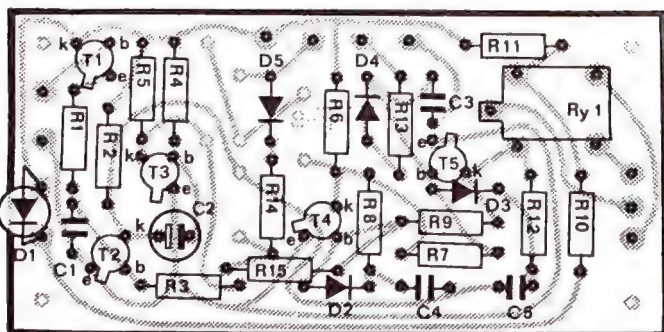 T1
k
b
e
R5
R4
D5
D4
R11
R6
R13
C3
Ry 1
R1
R2
k
T3
b
e
T5
b
k
D3
R14
k
T4
e
b
R8
R9
R12
R10
D1
C1
k
T2
e
b
C2
R7
R15
R3
D2
C4
C5
e